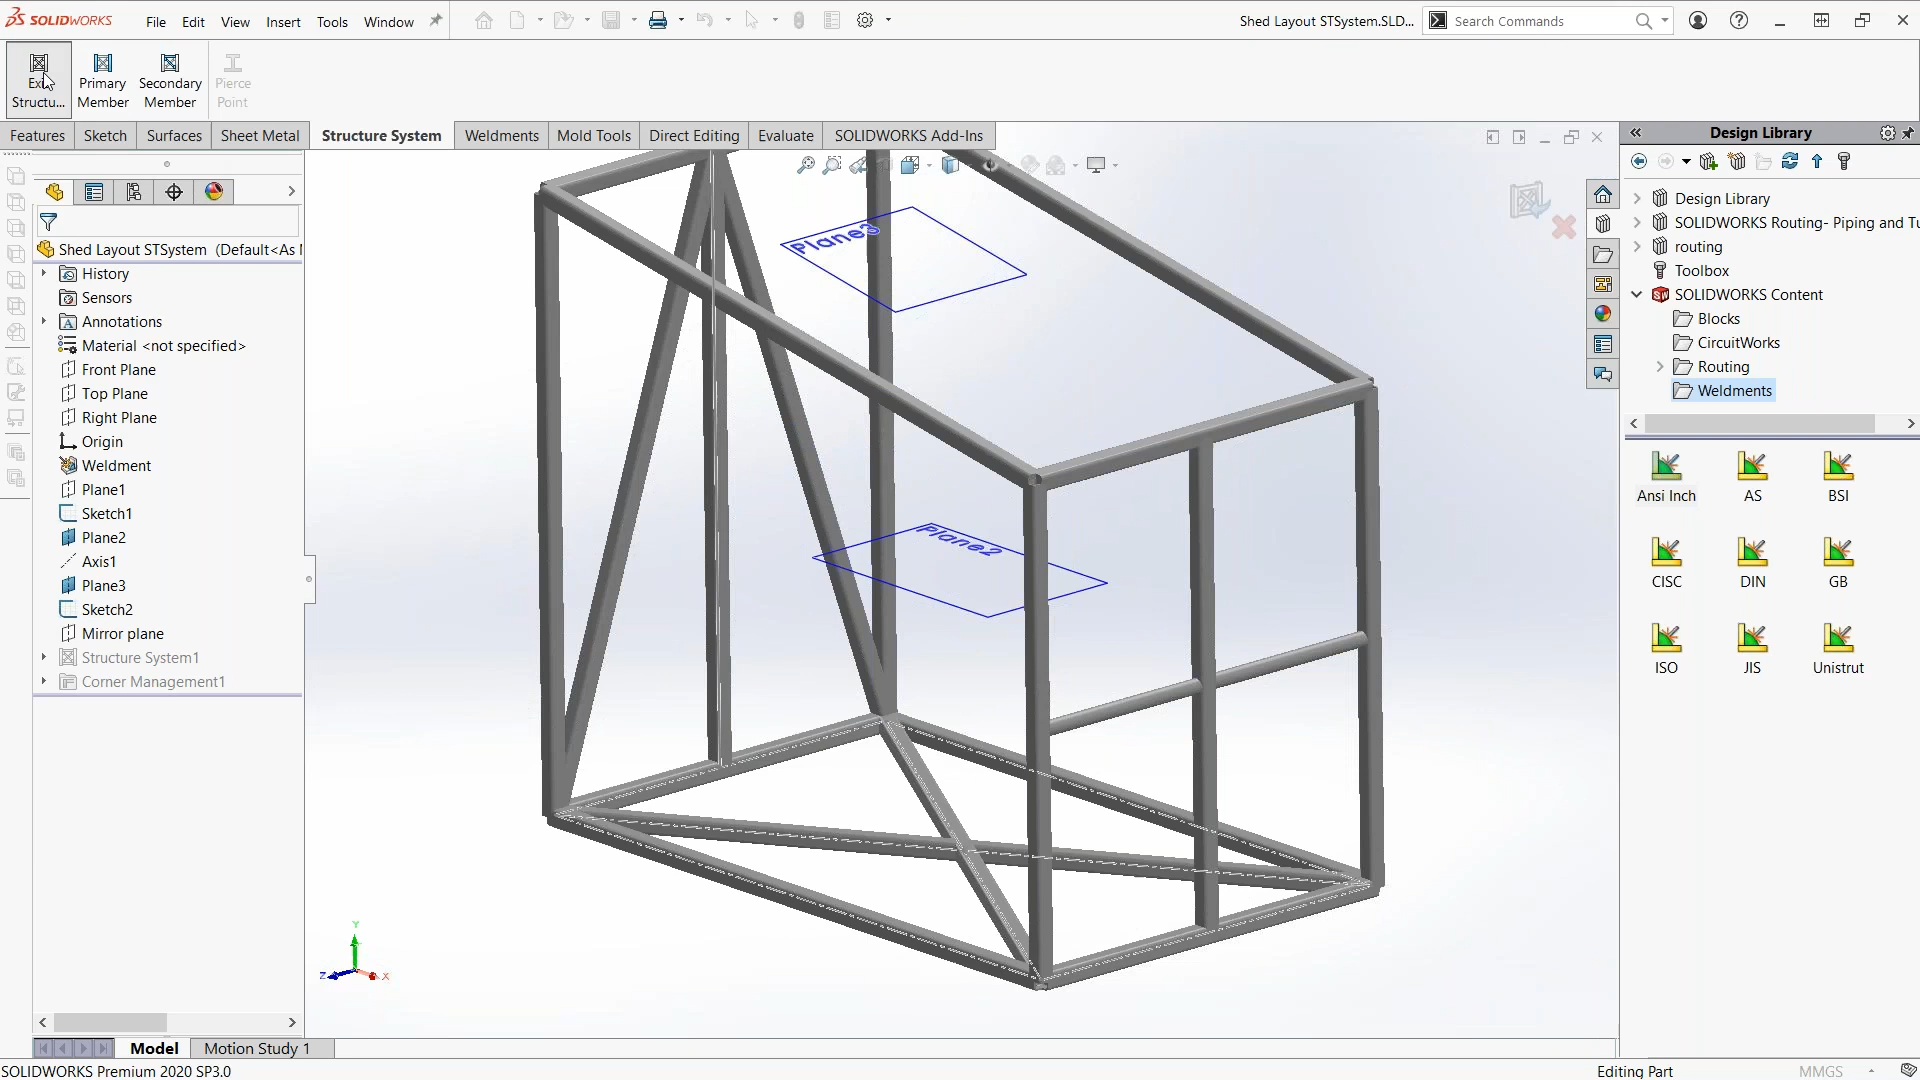 SOLIDWORKS File Edit View Insert Tools Window Shed Layout STSystem.SLD... Search Commands
Exi Primary Secondary Pierce
Structu... Member Member Point
Features Sketch Surfaces Sheet Metal Structure System Weldments Mold Tools Direct Editing Evaluate SOLIDWORKS Add-Ins
Design Library
Shed Layout STSystem (Default<As
History
Sensors
Annotations
Material <not specified>
Front Plane
Top Plane
Right Plane
Origin
Weldment
Plane1
Sketch1
Plane2
Axis1
Plane3
Sketch2
Mirror plane
Structure System1
Corner Management1
Plane3
Plane2
Y
Z
X
Design Library
SOLIDWORKS Routing- Piping and Tu
routing
Toolbox
SOLIDWORKS Content
Blocks
CircuitWorks
Routing
Weldments
Ansi Inch AS BSI
CISC DIN GB
ISO JIS Unistrut
Model Motion Study 1
SOLIDWORKS Premium 2020 SP3.0 Editing Part MMGS